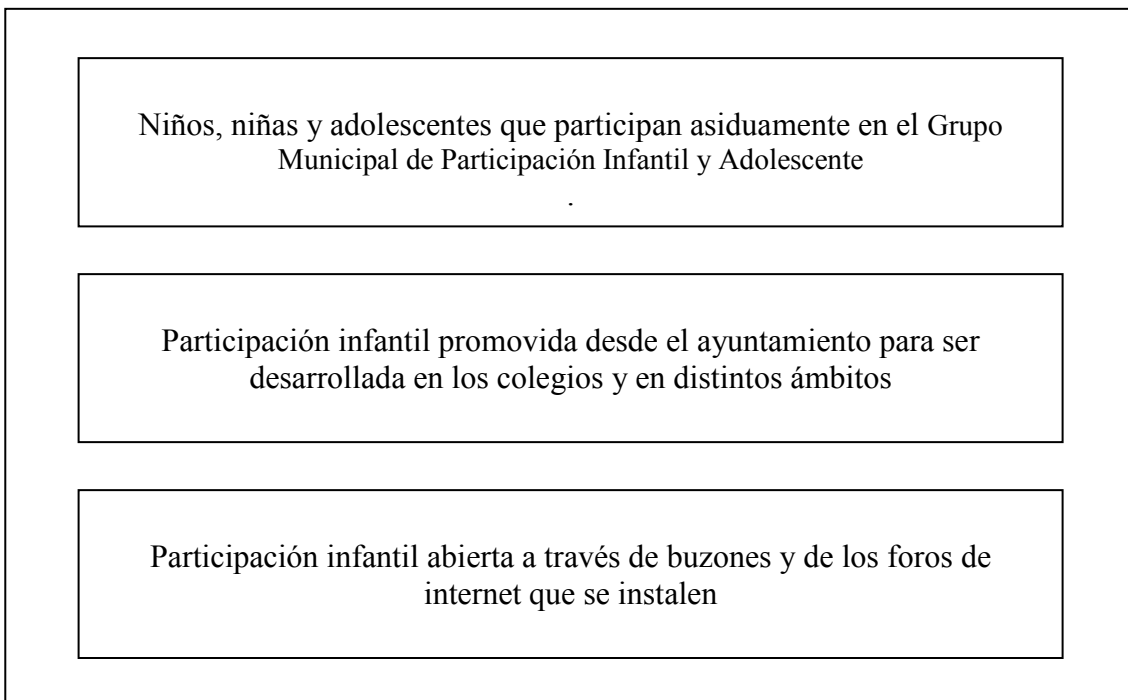 Niños, niñas y adolescentes que participan asiduamente en el Grupo
Municipal de Participación Infantil y Adolescente
.
Participación infantil promovida desde el ayuntamiento para ser
desarrollada en los colegios y en distintos ámbitos
Participación infantil abierta a través de buzones y de los foros de
internet que se instalen